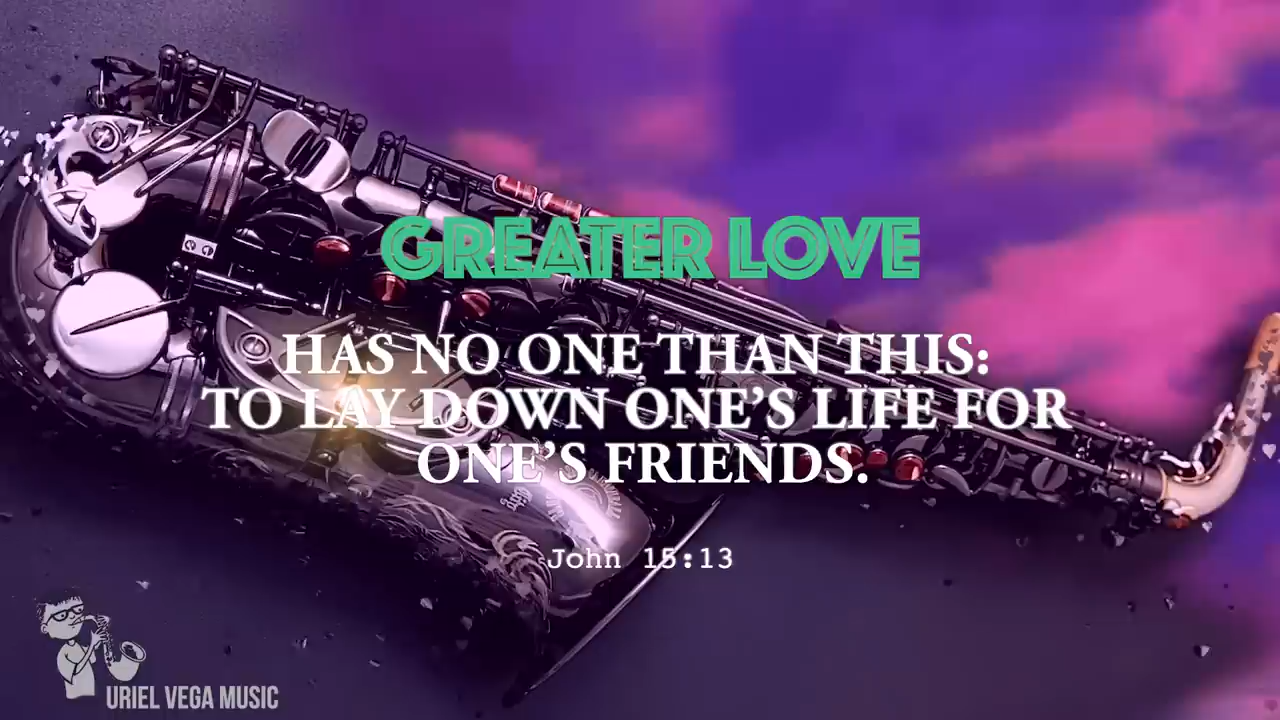 GREATER LOVE
HAS NO ONE THAN THIS:
TO LAY DOWN ONE’S LIFE FOR
ONE’S FRIENDS.
John 15:13
URIEL VEGA MUSIC